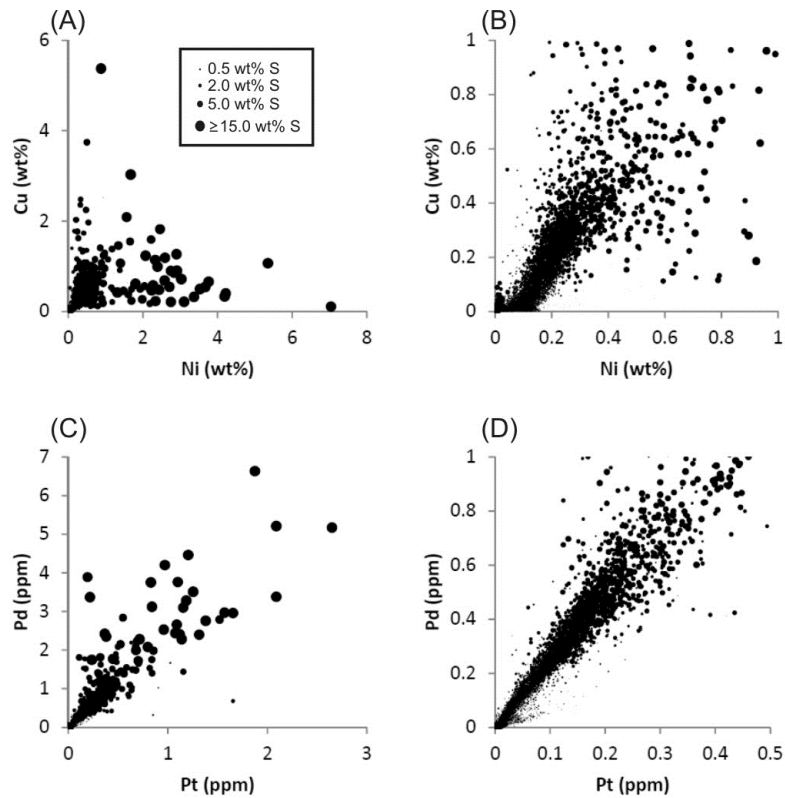 (A)
(B)
6
4
2
0
Cu (wt%)
0 2 4 6 8
Ni (wt%)
· 0.5 wt% S
• 2.0 wt% S
● 5.0 wt% S
● ≥15.0 wt% S
1
0.8
0.6
0.4
0.2
0
Cu (wt%)
0 0.2 0.4 0.6 0.8 1
Ni (wt%)
(C)
(D)
7
6
5
4
3
2
1
0
Pd (ppm)
0 1 2 3
Pt (ppm)
1
0.8
0.6
0.4
0.2
0
Pd (ppm)
0 0.1 0.2 0.3 0.4 0.5
Pt (ppm)